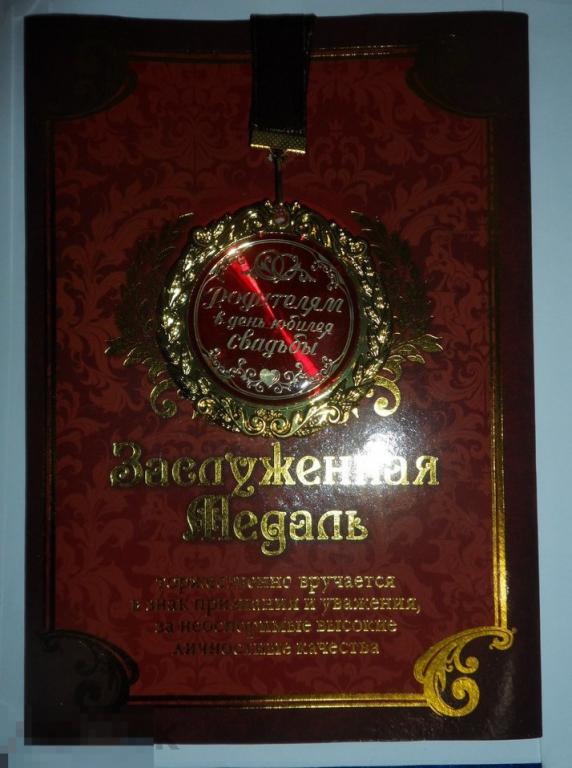 Родителям
в день юбилея
свадьбы
Заслуженная
Медаль
торжественно вручается
в знак признания и уважения,
за неоспоримые высокие
личностные качества